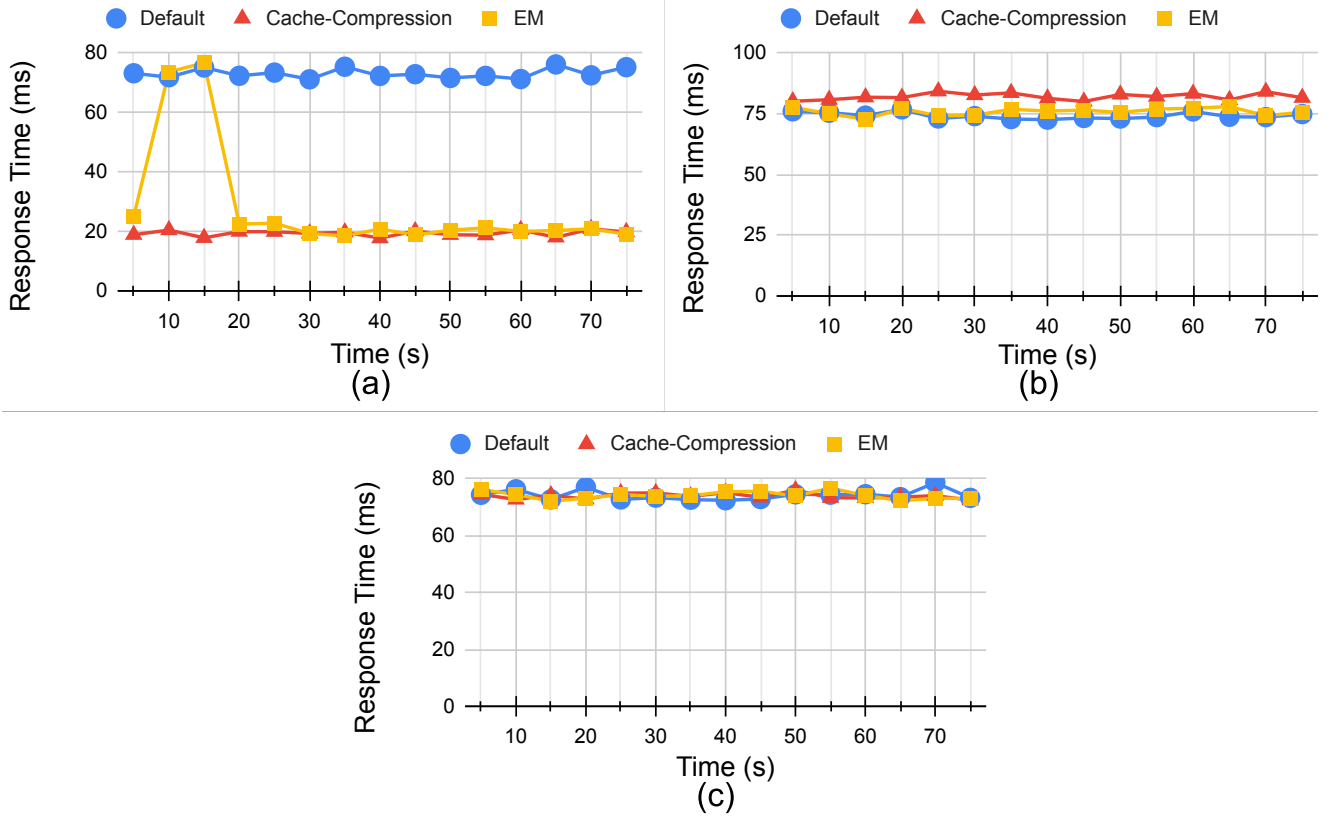 Default Cache-Compression EM
80
60
40
20
0
Response Time (ms)
10 20 30 40 50 60 70
Time (s)
(a)
Default Cache-Compression EM
100
75
50
25
0
Response Time (ms)
10 20 30 40 50 60 70
Time (s)
(b)
Default Cache-Compression EM
80
60
40
20
0
Response Time (ms)
10 20 30 40 50 60 70
Time (s)
(c)